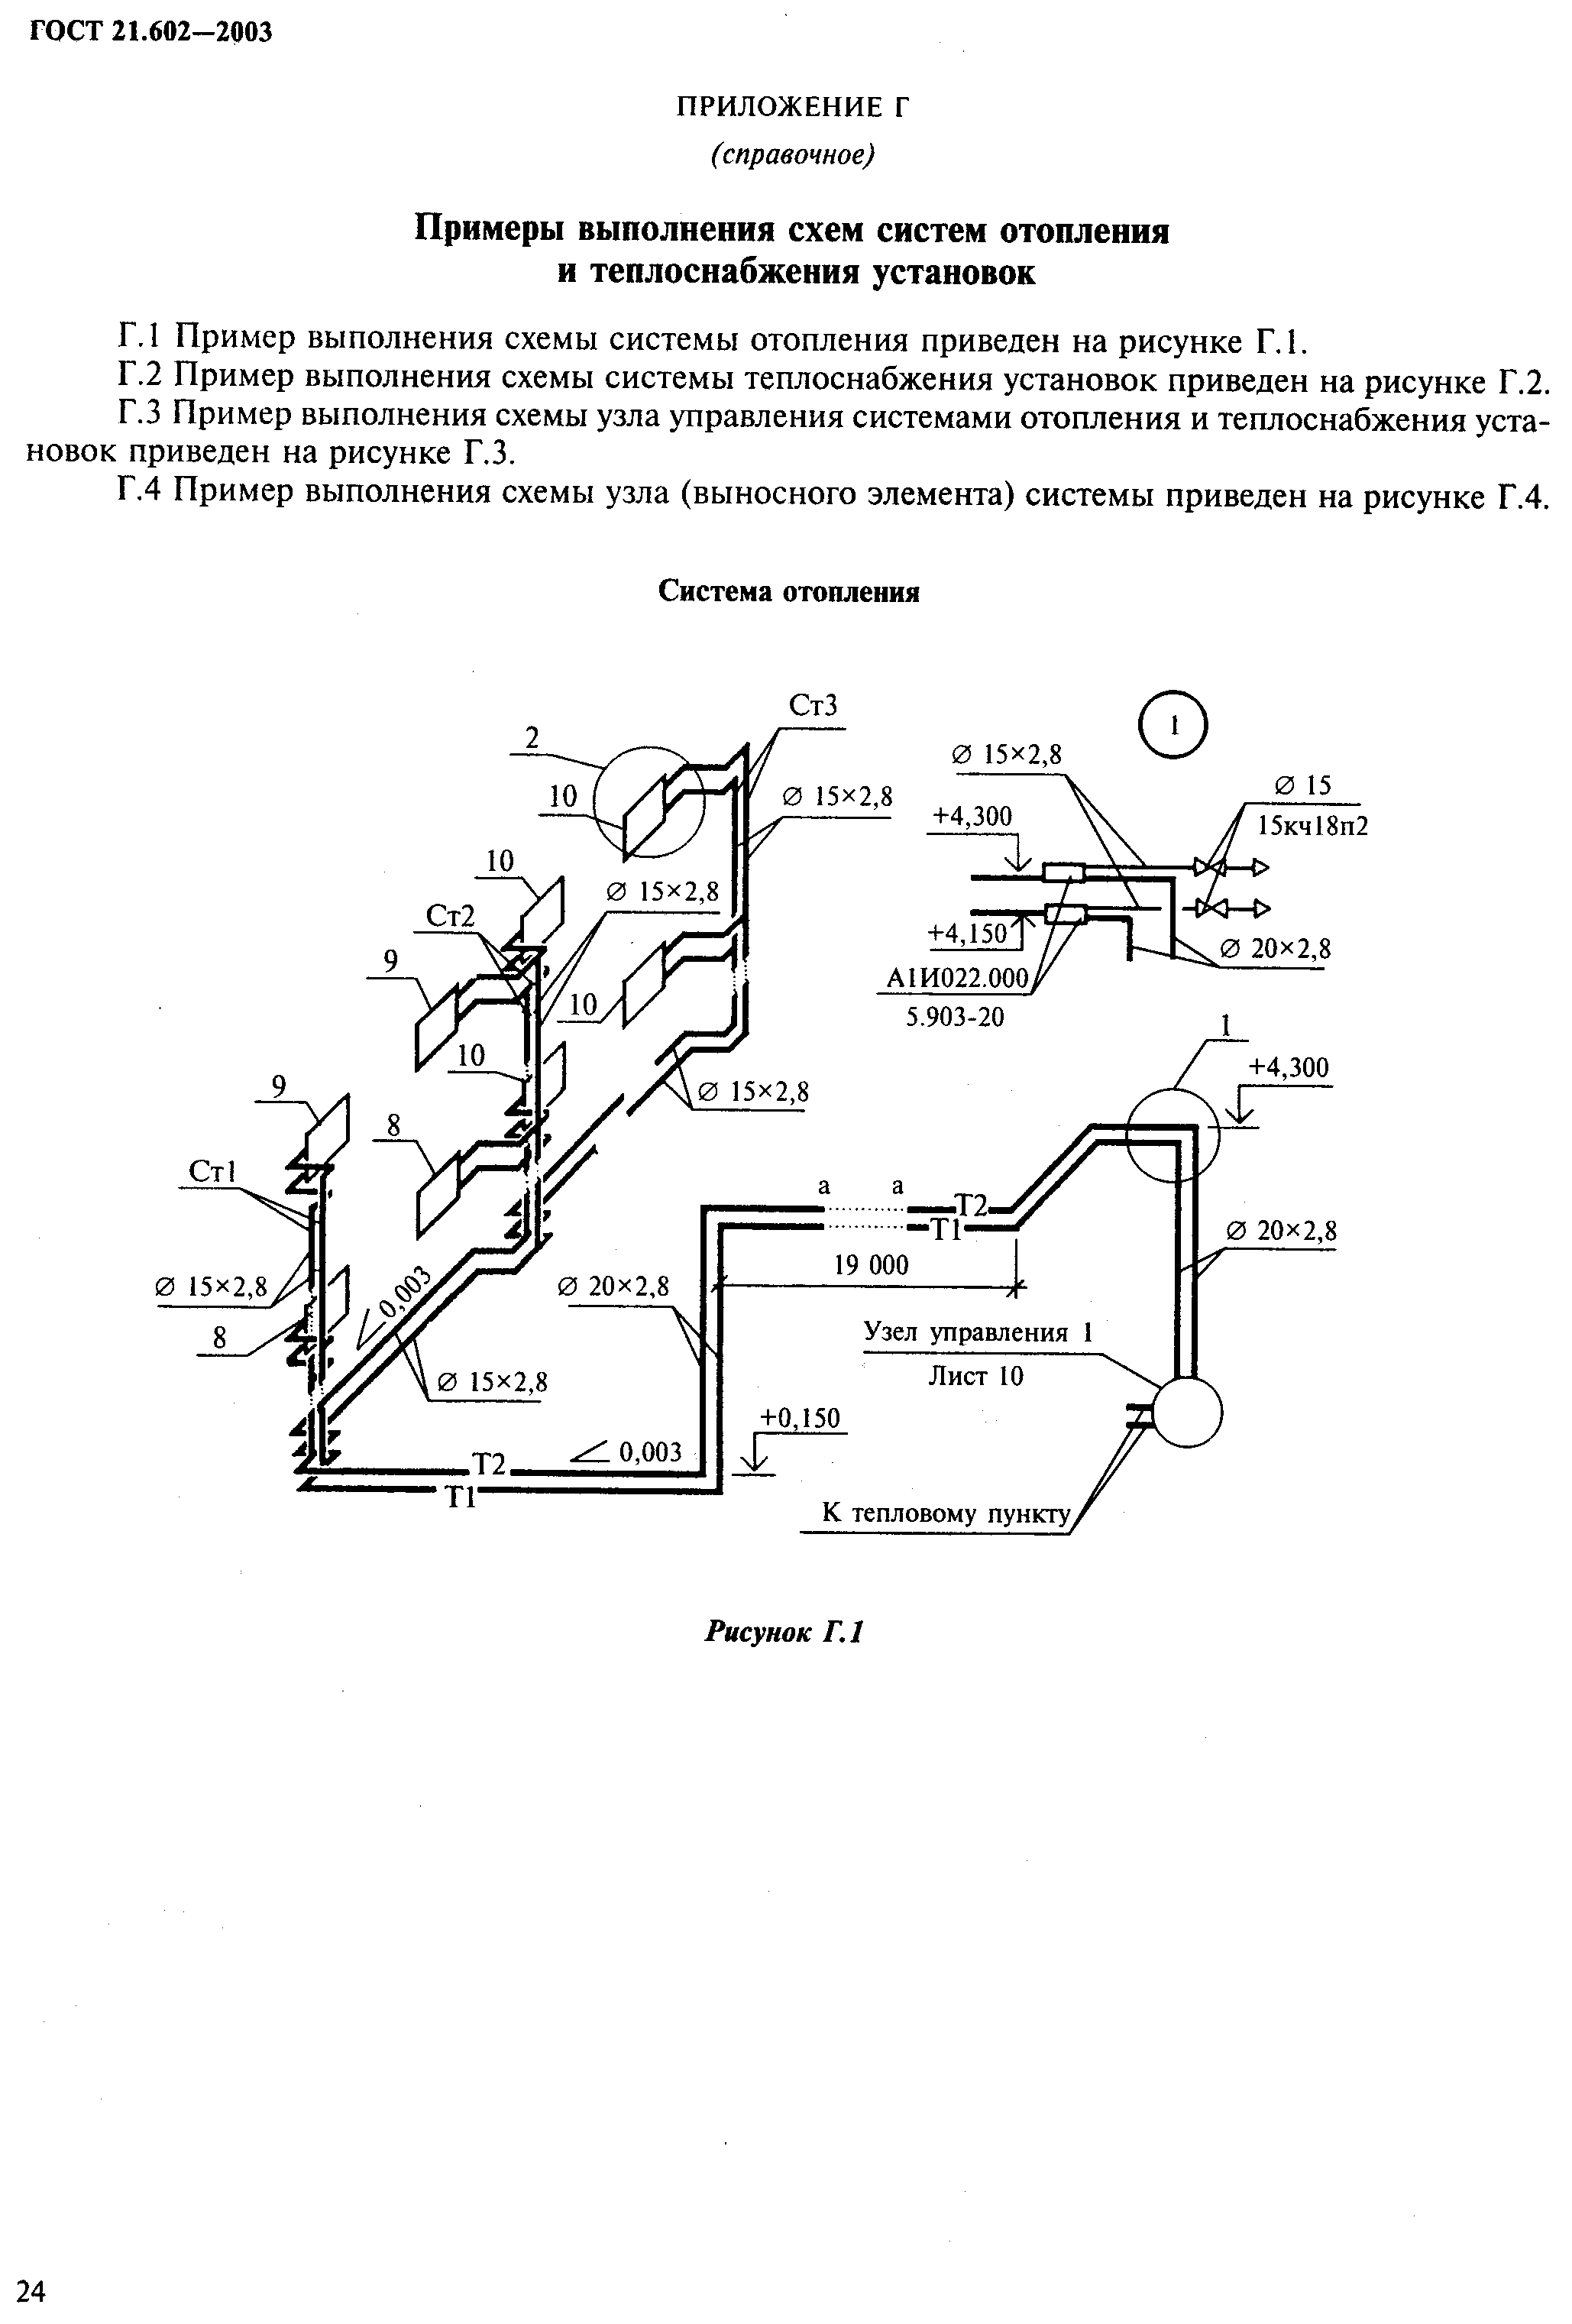 ГОСТ 21.602—2003
ПРИЛОЖЕНИЕ Г
(справочное)
Примеры выполнения схем систем отопления
и теплоснабжения установок
Г.1 Пример выполнения схемы системы отопления приведен на рисунке Г.1.
Г.2 Пример выполнения схемы системы теплоснабжения установок приведен на рисунке Г.2.
Г.3 Пример выполнения схемы узла управления системами отопления и теплоснабжения уста-
новок приведен на рисунке Г.3.
Г.4 Пример выполнения схемы узла (выносного элемента) системы приведен на рисунке Г.4.
Система отопления
Ст3
2
1
∅ 15×2,8
∅ 15
10
∅ 15×2,8
+4,300
15кч18п2
10
∅ 15×2,8
Ст2
+4,150
∅ 20×2,8
9
А1И022.000
10
5.903-20
1
10
+4,300
9
∅ 15×2,8
8
Ст1
а
а
Т2
Т1
∅ 20×2,8
19 000
0,003
∅ 15×2,8
∅ 20×2,8
8
Узел управления 1
Лист 10
∅ 15×2,8
+0,150
0,003
Т2
Т1
К тепловому пункту
Рисунок Г.1
24